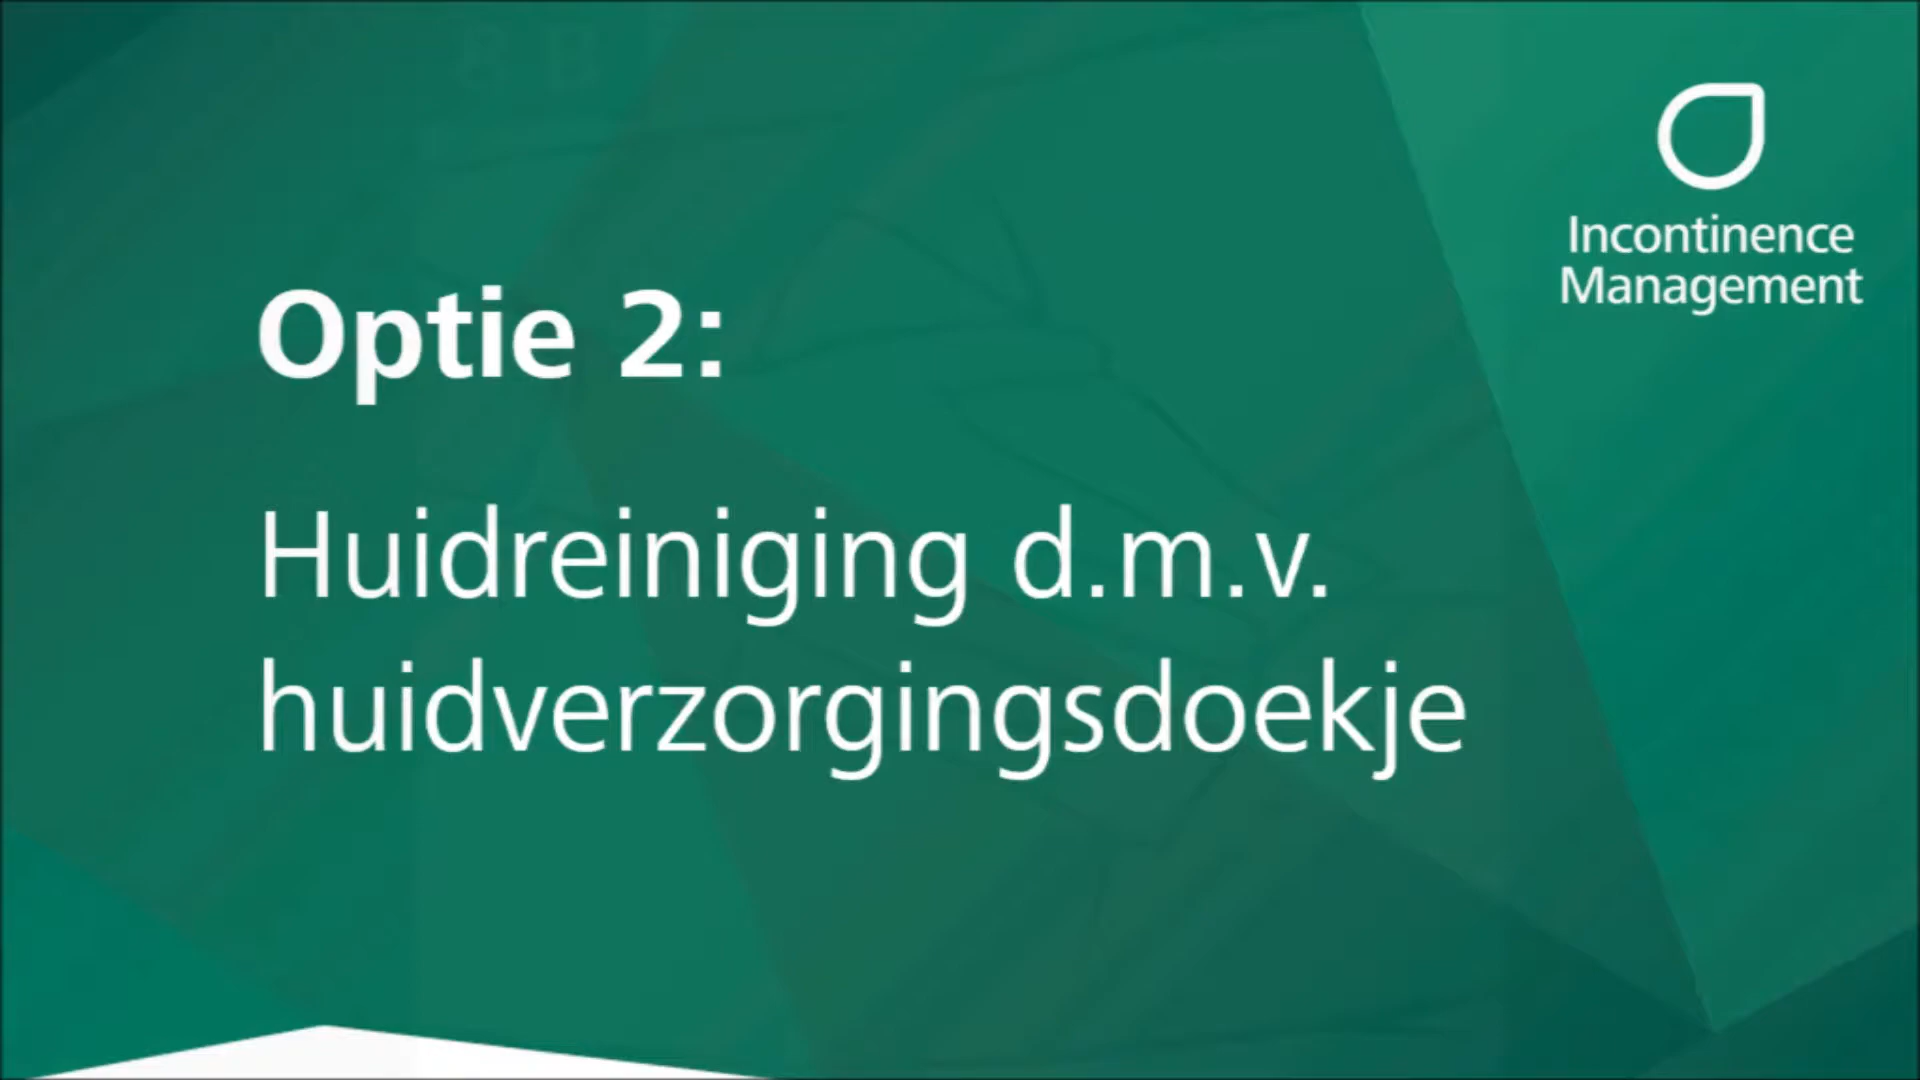 Incontinence
Management
Optie 2:
Huidreiniging d.m.v.
huidverzorgingsdoekje